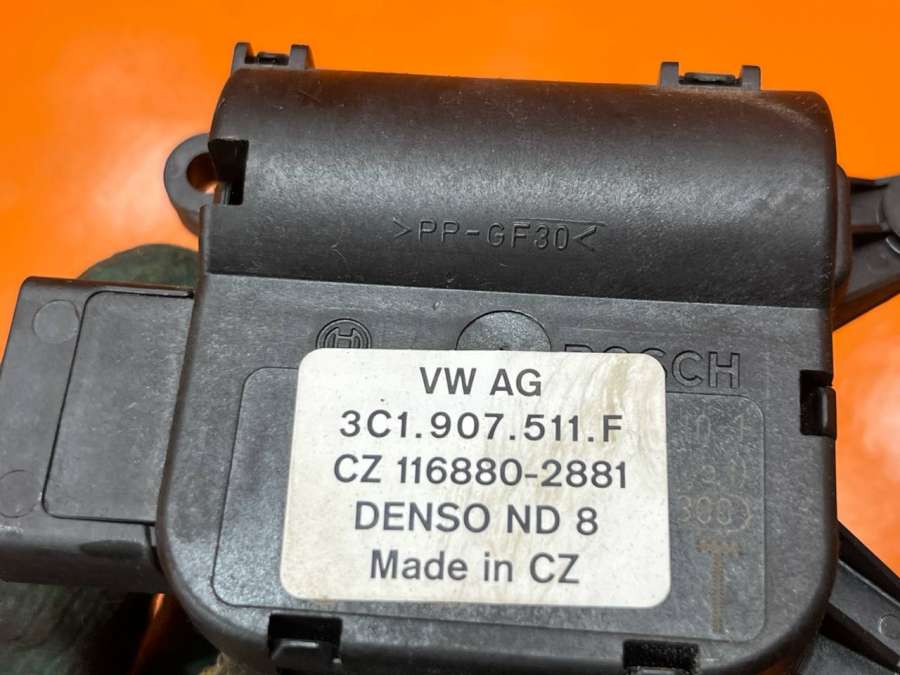 >PP-GF30<
BOSCH
VW AG
3C1.907.511.F
CZ 116880-2881
DENSO ND 8
Made in CZ